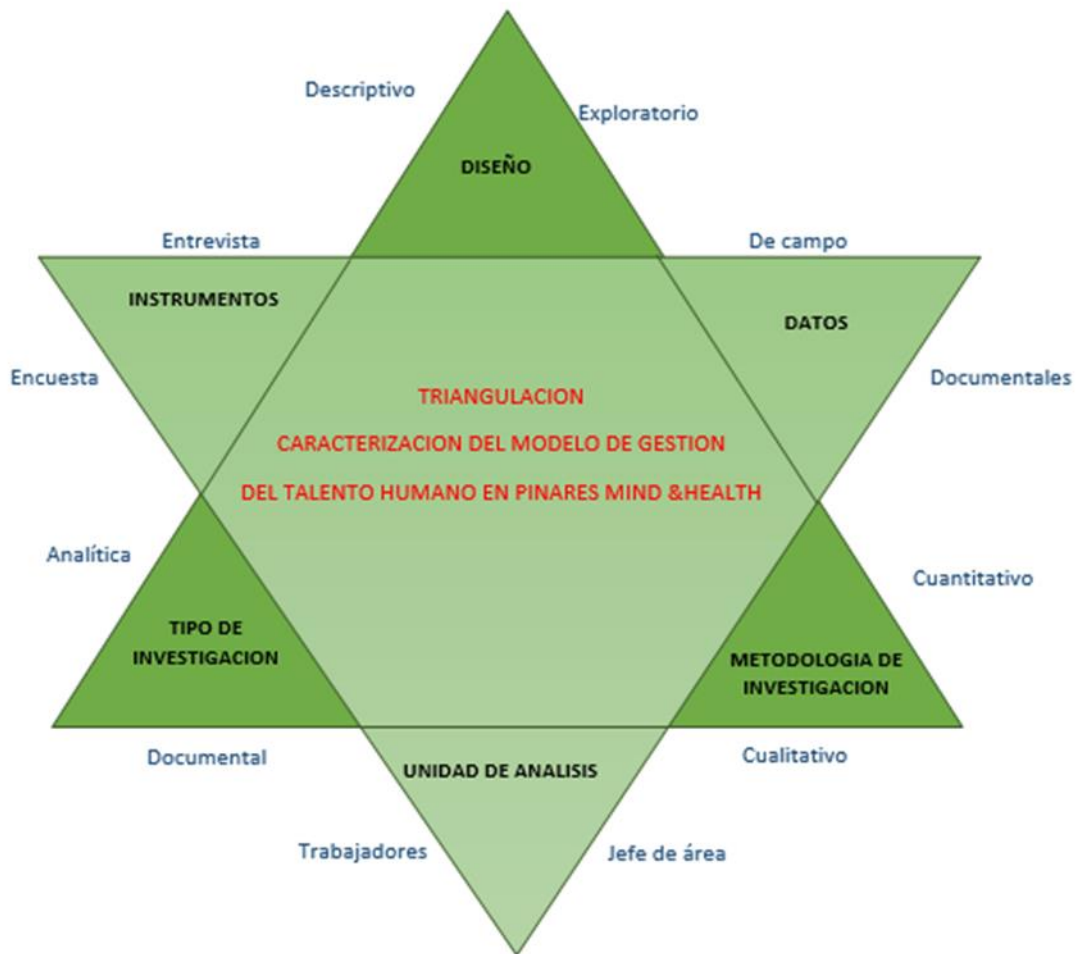 Descriptivo
Exploratorio
DISEÑO
Entrevista
De campo
INSTRUMENTOS
DATOS
Encuesta
Documentales
TRIANGULACION
CARACTERIZACION DEL MODELO DE GESTION
DEL TALENTO HUMANO EN PINARES MIND &HEALTH
Analítica
Cuantitativo
TIPO DE
INVESTIGACION
METODOLOGIA DE
INVESTIGACION
Documental
Cualitativo
UNIDAD DE ANALISIS
Trabajadores
Jefe de área